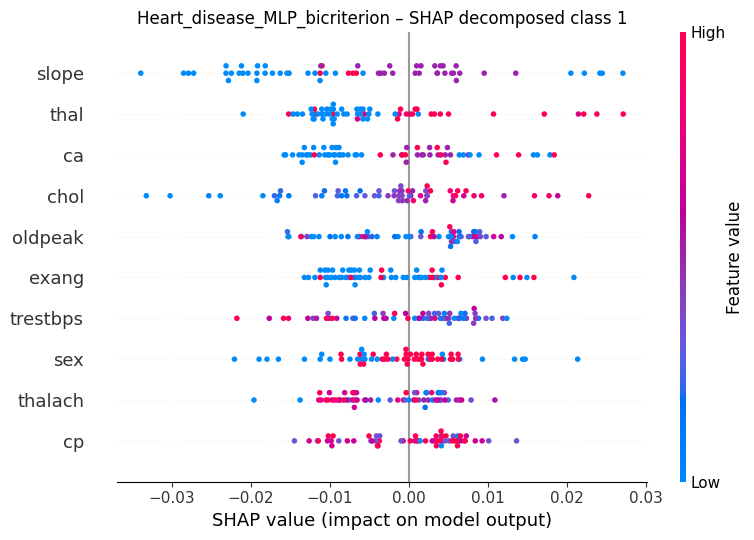 Heart_disease_MLP_bicriterion – SHAP decomposed class 1
High
slope
thal
ca
chol
oldpeak
exang
trestbps
sex
thalach
cp
Feature value
Low
−0.03 −0.02 −0.01 0.00 0.01 0.02 0.03
SHAP value (impact on model output)